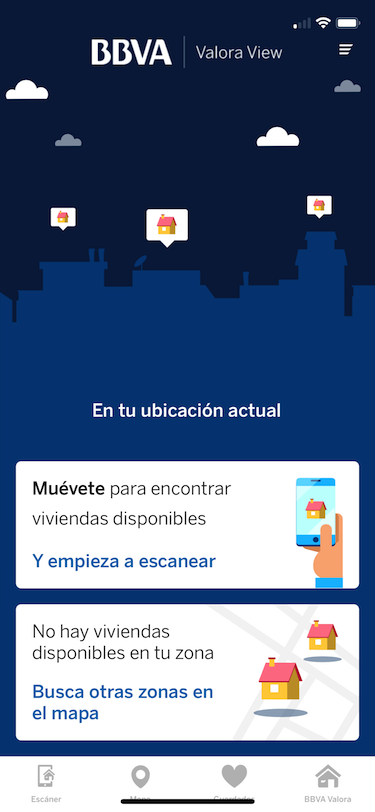 BBVA Valora View
En tu ubicación actual
Muévete para encontrar
viviendas disponibles
Y empieza a escanear
No hay viviendas
disponibles en tu zona
Busca otras zonas en
el mapa
Escáner Mapa Guardados BBVA Valora